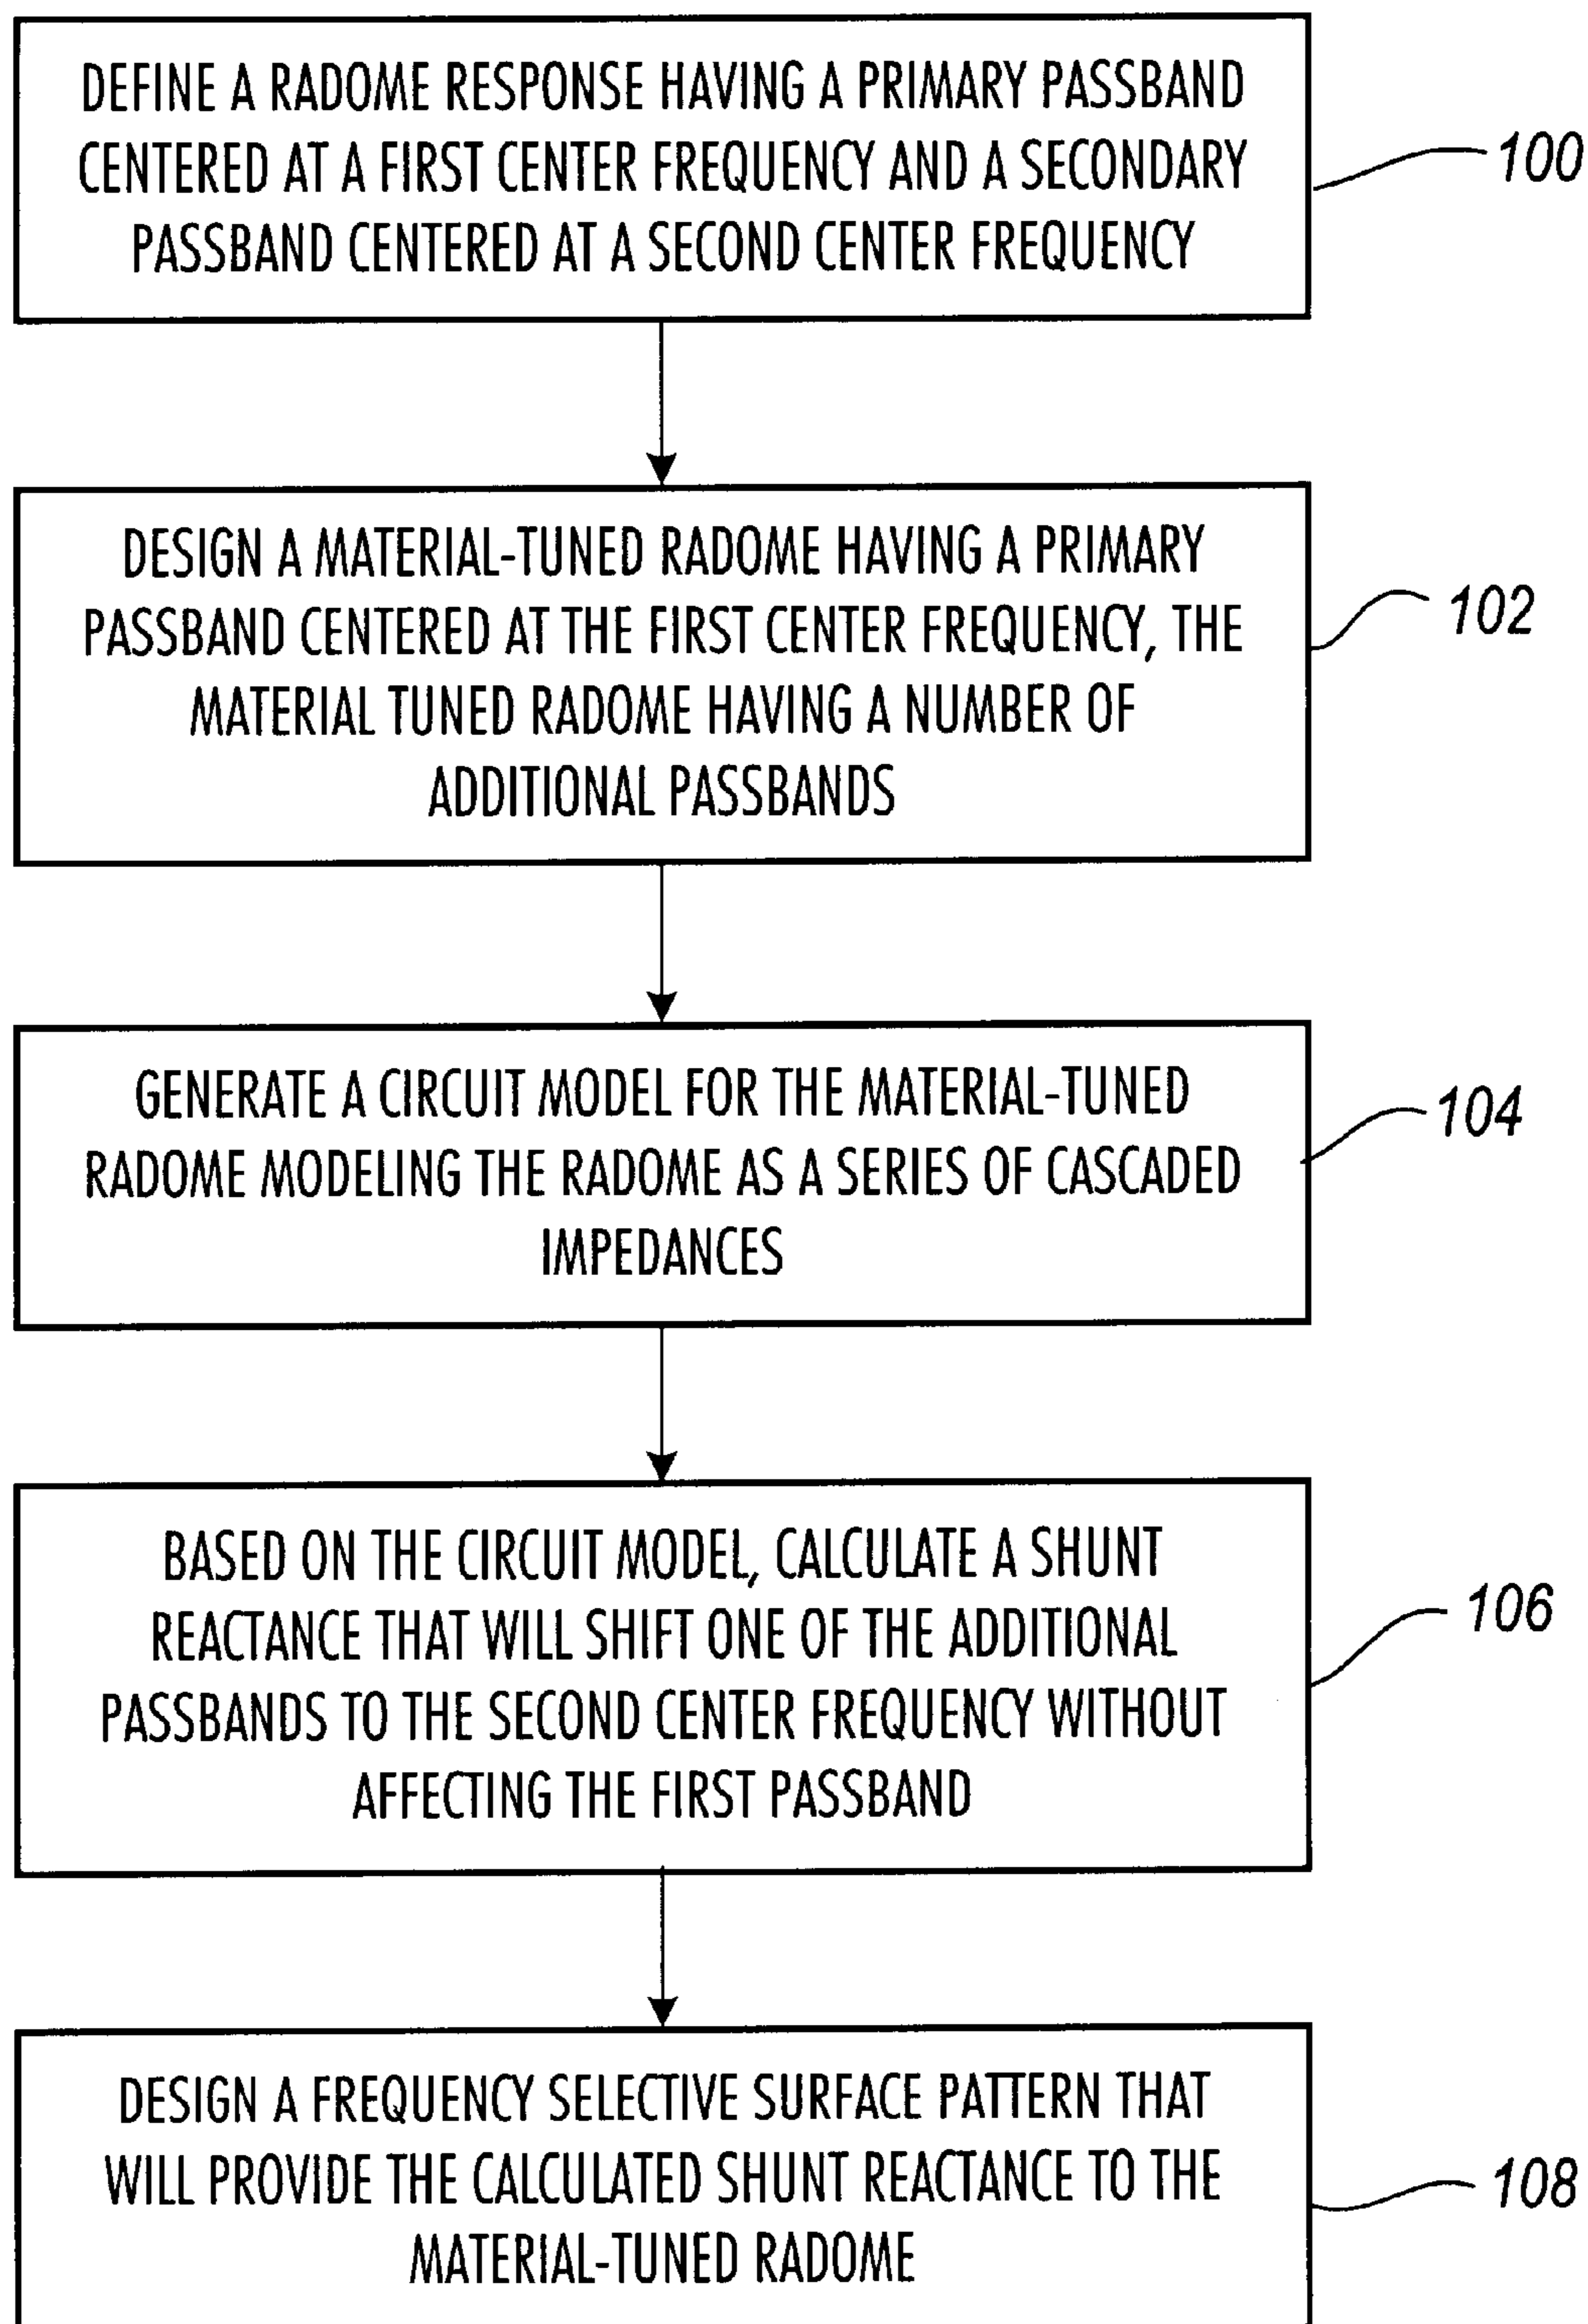 DEFINE A RADOME RESPONSE HAVING A PRIMARY PASSBAND
CENTERED AT A FIRST CENTER FREQUENCY AND A SECONDARY
PASSBAND CENTERED AT A SECOND CENTER FREQUENCY
100
DESIGN A MATERIAL-TUNED RADOME HAVING A PRIMARY
PASSBAND CENTERED AT THE FIRST CENTER FREQUENCY, THE
MATERIAL TUNED RADOME HAVING A NUMBER OF
ADDITIONAL PASSBANDS
102
GENERATE A CIRCUIT MODEL FOR THE MATERIAL-TUNED
RADOME MODELING THE RADOME AS A SERIES OF CASCADED
IMPEDANCES
104
BASED ON THE CIRCUIT MODEL, CALCULATE A SHUNT
REACTANCE THAT WILL SHIFT ONE OF THE ADDITIONAL
PASSBANDS TO THE SECOND CENTER FREQUENCY WITHOUT
AFFECTING THE FIRST PASSBAND
106
DESIGN A FREQUENCY SELECTIVE SURFACE PATTERN THAT
WILL PROVIDE THE CALCULATED SHUNT REACTANCE TO THE
MATERIAL-TUNED RADOME
108